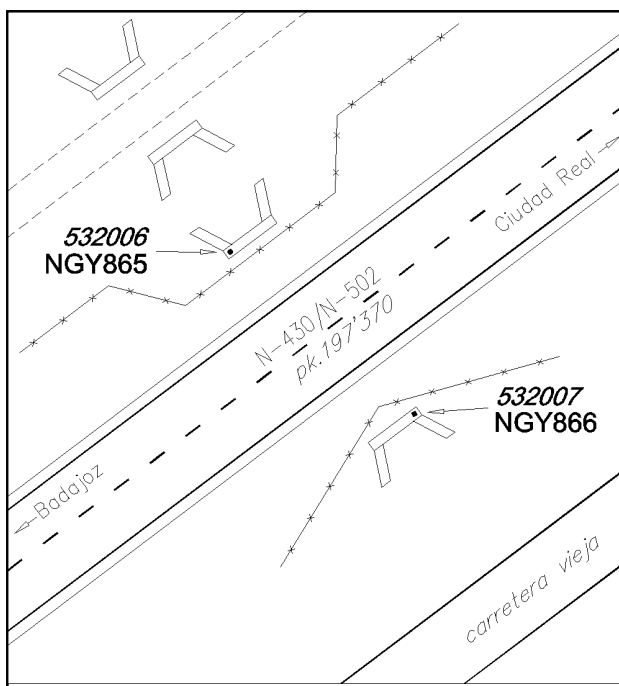 532006
NGY865
Ciudad Real
N-430/N-502
pk.197'370
532007
NGY866
Badajoz
carretera vieja